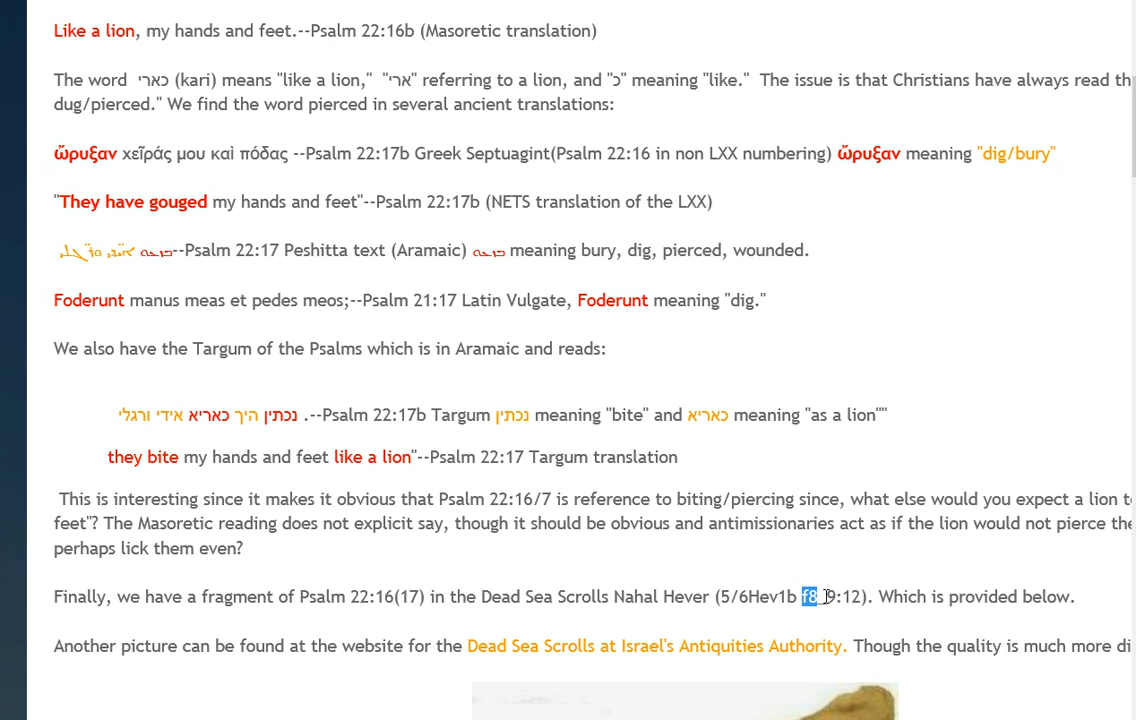 Like a lion, my hands and feet.--Psalm 22:16b (Masoretic translation)
The word כארי (kari) means "like a lion," "ארי" referring to a lion, and "כ" meaning "like." The issue is that Christians have always read th
dug/pierced." We find the word pierced in several ancient translations:
ὤρυξαν χεῖράς μου καὶ πόδας --Psalm 22:17b Greek Septuagint(Psalm 22:16 in non LXX numbering) ὤρυξαν meaning "dig/bury"
"They have gouged my hands and feet"--Psalm 22:17b (NETS translation of the LXX)
--Psalm 22:17 Peshitta text (Aramaic) meaning bury, dig, pierced, wounded.
Foderunt manus meas et pedes meos;--Psalm 21:17 Latin Vulgate, Foderunt meaning "dig."
We also have the Targum of the Psalms which is in Aramaic and reads:
נכתין היך כאריא אידי ורגלי .--Psalm 22:17b Targum נכתין meaning "bite" and כאריא meaning "as a lion""
they bite my hands and feet like a lion"--Psalm 22:17 Targum translation
This is interesting since it makes it obvious that Psalm 22:16/7 is reference to biting/piercing since, what else would you expect a lion t
feet"? The Masoretic reading does not explicit say, though it should be obvious and antimissionaries act as if the lion would not pierce the
perhaps lick them even?
Finally, we have a fragment of Psalm 22:16(17) in the Dead Sea Scrolls Nahal Hever (5/6Hev1b f8_9:12). Which is provided below.
Another picture can be found at the website for the Dead Sea Scrolls at Israel's Antiquities Authority. Though the quality is much more di